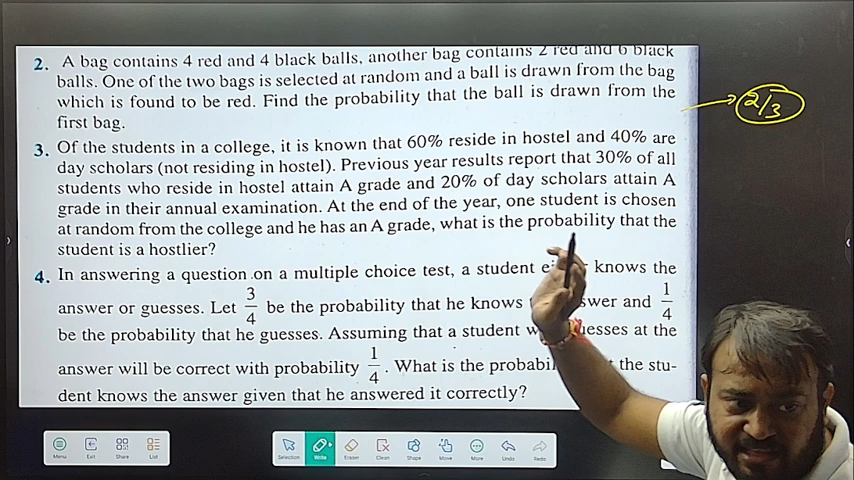 2. A bag contains 4 red and 4 black balls, another bag contains 2 red and 6 black
balls. One of the two bags is selected at random and a ball is drawn from the bag
which is found to be red. Find the probability that the ball is drawn from the
first bag.
2/3
3. Of the students in a college, it is known that 60% reside in hostel and 40% are
day scholars (not residing in hostel). Previous year results report that 30% of all
students who reside in hostel attain A grade and 20% of day scholars attain A
grade in their annual examination. At the end of the year, one student is chosen
at random from the college and he has an A grade, what is the probability that the
student is a hostlier?
4. In answering a question on a multiple choice test, a student knows the
answer or guesses. Let 3/4 be the probability that he knows and 1/4
be the probability that he guesses. Assuming that a student at the
answer will be correct with probability 1/4. What is the the stu-
dent knows the answer given that he answered it correctly?
Menu Exit Share List Selection Write Eraser Clean Shape Move More Undo Redo